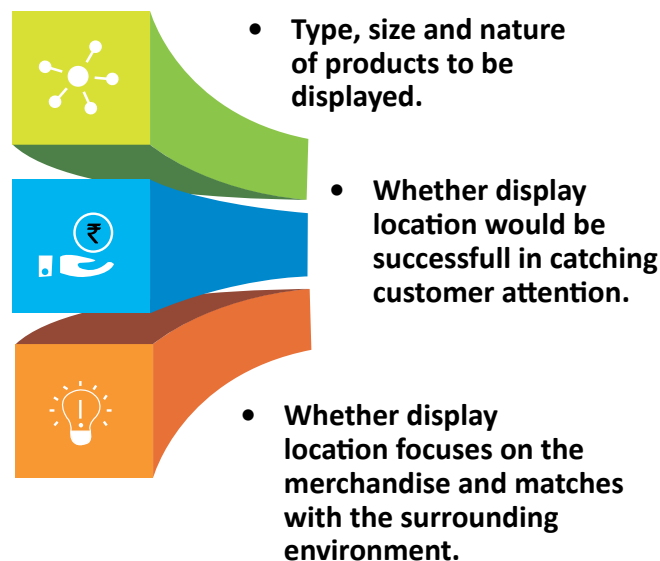 • Type, size and nature
of products to be
displayed.
₹
• Whether display
location would be
successfull in catching
customer attention.
• Whether display
location focuses on the
merchandise and matches
with the surrounding
environment.